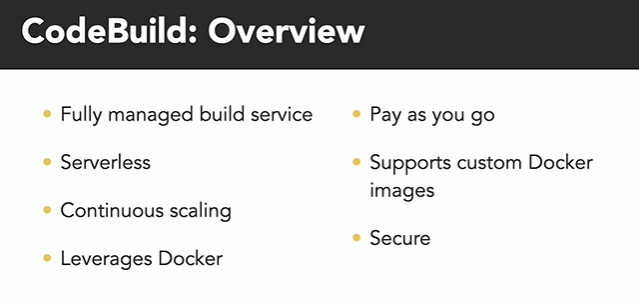 CodeBuild: Overview
• Fully managed build service
• Serverless
• Continuous scaling
• Leverages Docker
• Pay as you go
• Supports custom Docker
images
• Secure